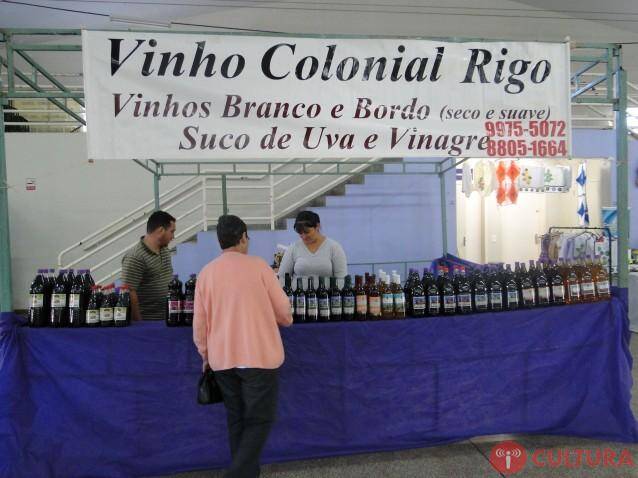 Vinho Colonial Rigo
Vinhos Branco e Bordo (seco e suave)
Suco de Uva e Vinagre
9975-5072
8805-1664
CULTURA